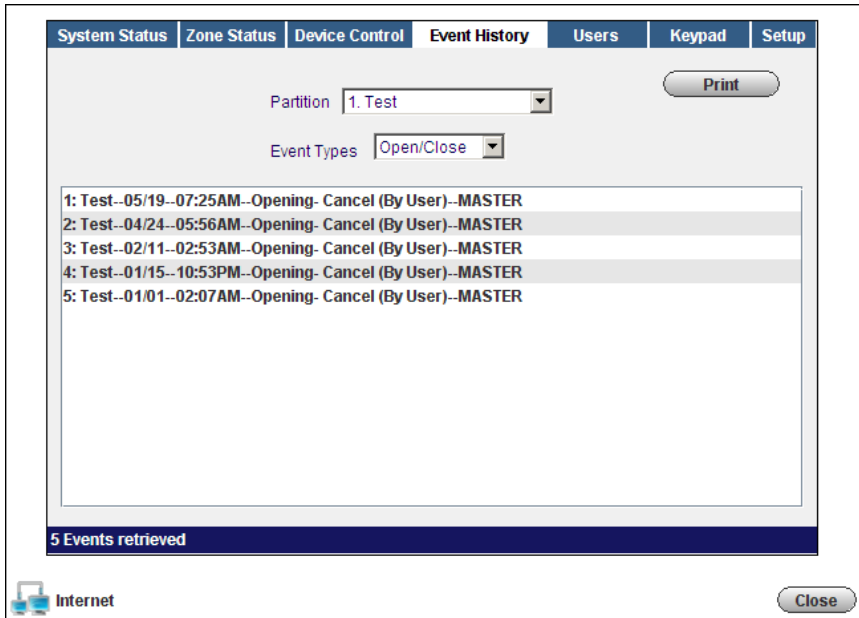 System Status Zone Status Device Control Event History Users Keypad Setup
Print
Partition 1. Test
Event Types Open/Close
1: Test--05/19--07:25AM--Opening- Cancel (By User)--MASTER
2: Test--04/24--05:56AM--Opening- Cancel (By User)--MASTER
3: Test--02/11--02:53AM--Opening- Cancel (By User)--MASTER
4: Test--01/15--10:53PM--Opening- Cancel (By User)--MASTER
5: Test--01/01--02:07AM--Opening- Cancel (By User)--MASTER
5 Events retrieved
Internet Close